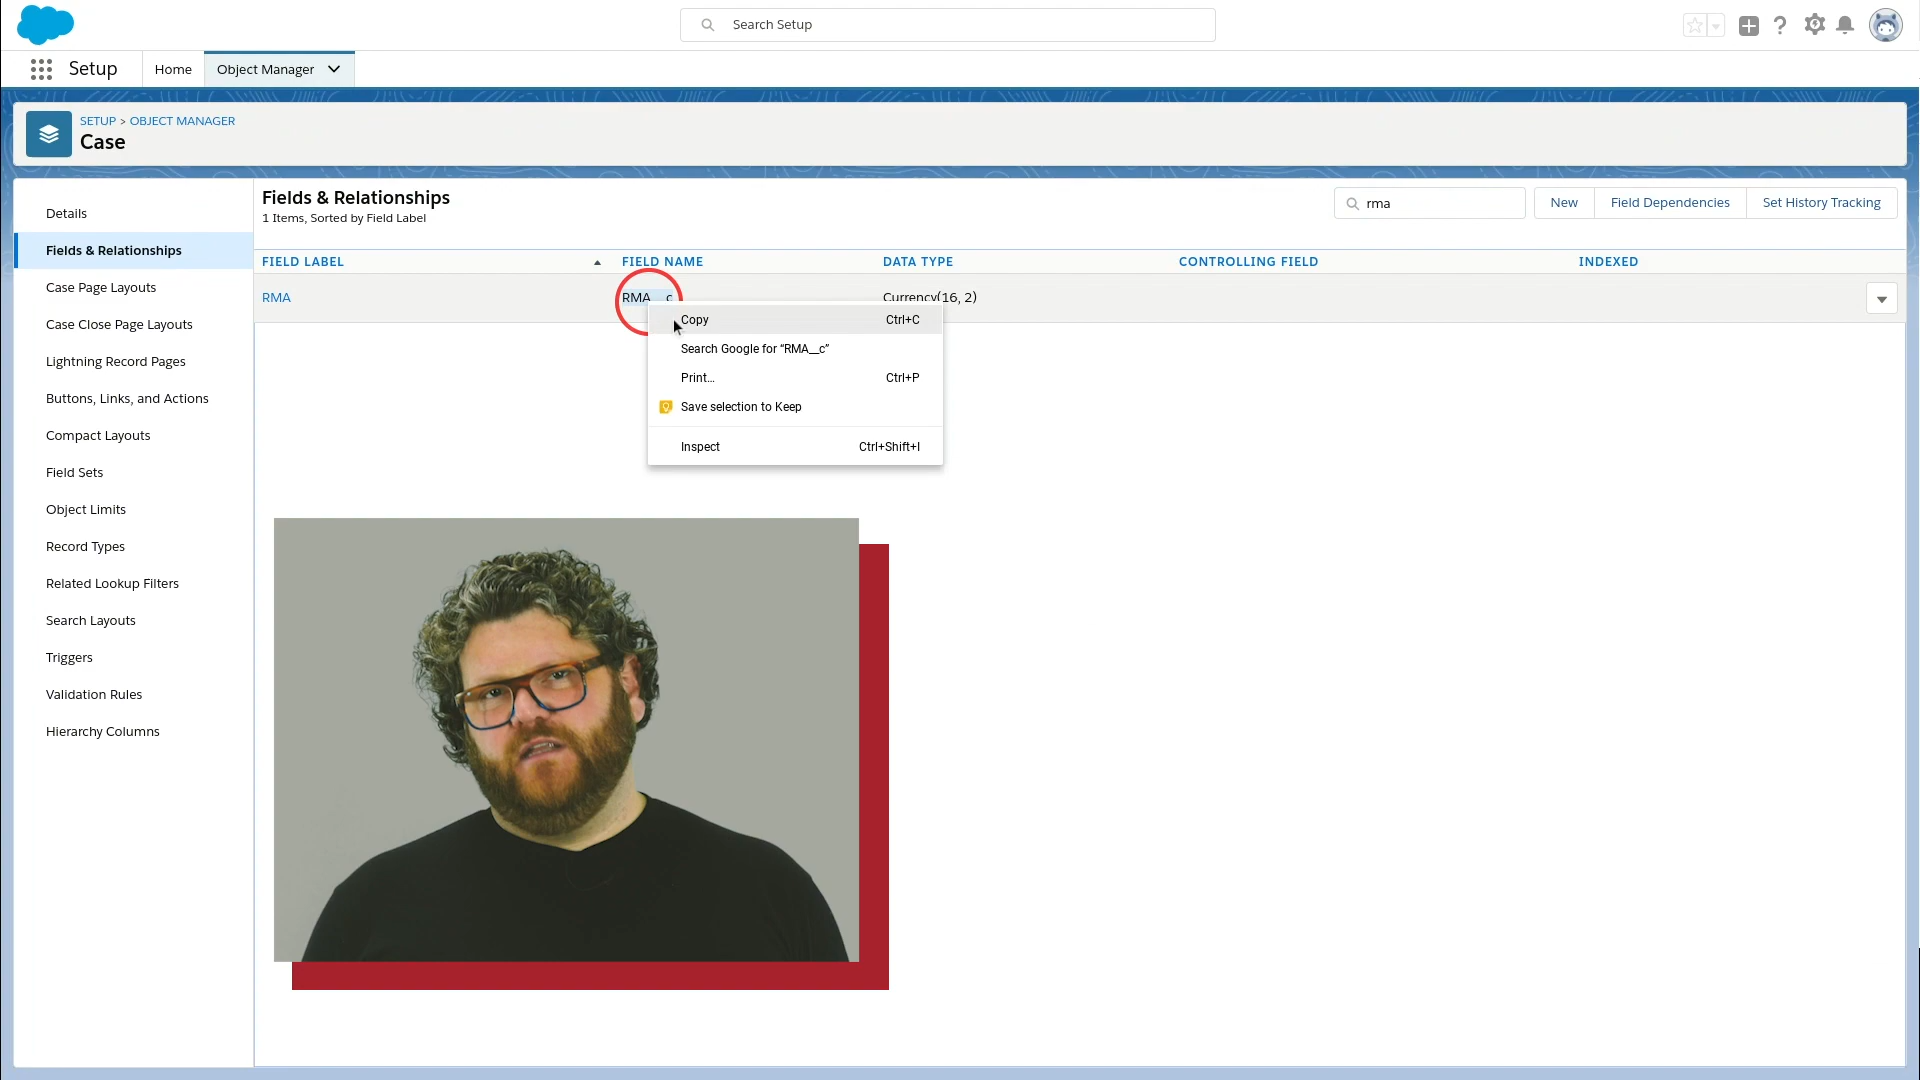 Search Setup
Setup
Home
Object Manager
SETUP > OBJECT MANAGER
Case
Details
Fields & Relationships
Case Page Layouts
Case Close Page Layouts
Lightning Record Pages
Buttons, Links, and Actions
Compact Layouts
Field Sets
Object Limits
Record Types
Related Lookup Filters
Search Layouts
Triggers
Validation Rules
Hierarchy Columns
Fields & Relationships
1 Items, Sorted by Field Label
rma
New
Field Dependencies
Set History Tracking
FIELD LABEL
FIELD NAME
DATA TYPE
CONTROLLING FIELD
INDEXED
RMA
RMA__c
Currency(16, 2)
Copy Ctrl+C
Search Google for “RMA__c”
Print… Ctrl+P
Save selection to Keep
Inspect Ctrl+Shift+I